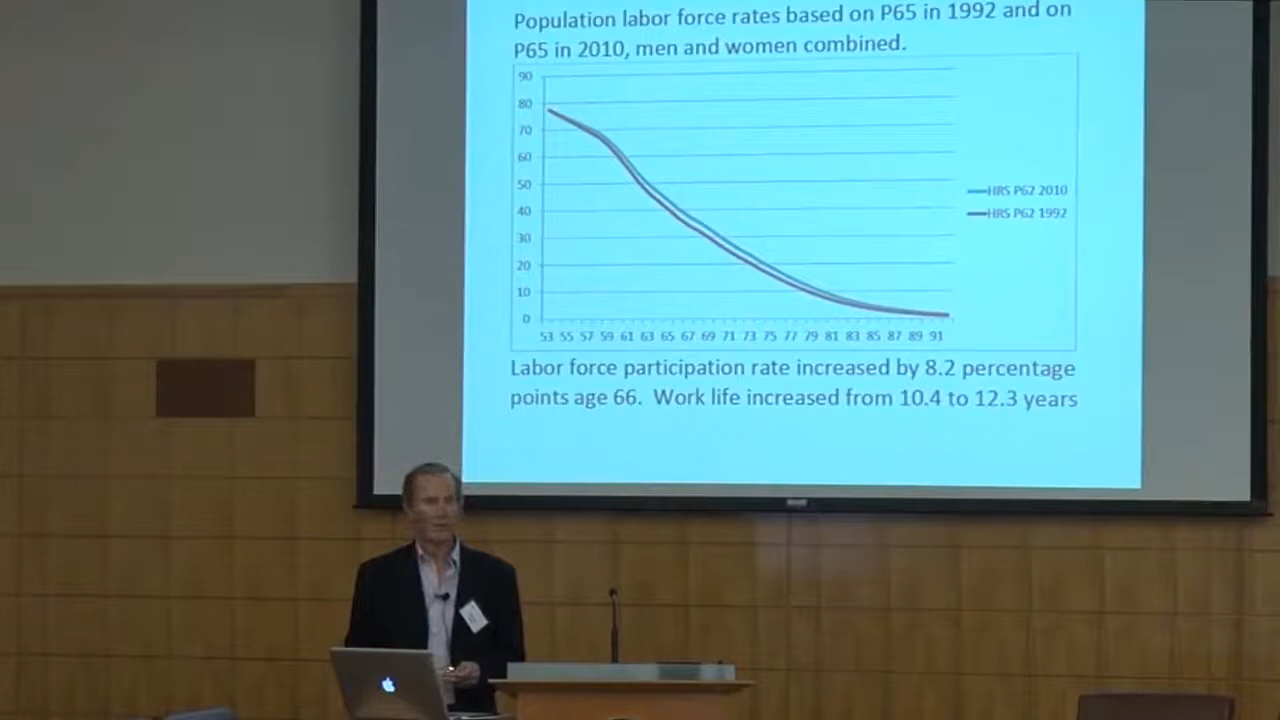 Population labor force rates based on P65 in 1992 and on
P65 in 2010, men and women combined.
90
80
70
60
50
40
30
20
10
0
53 55 57 59 61 63 65 67 69 71 73 75 77 79 81 83 85 87 89 91
HRS P62 2010
HRS P62 1992
Labor force participation rate increased by 8.2 percentage
points age 66.  Work life increased from 10.4 to 12.3 years